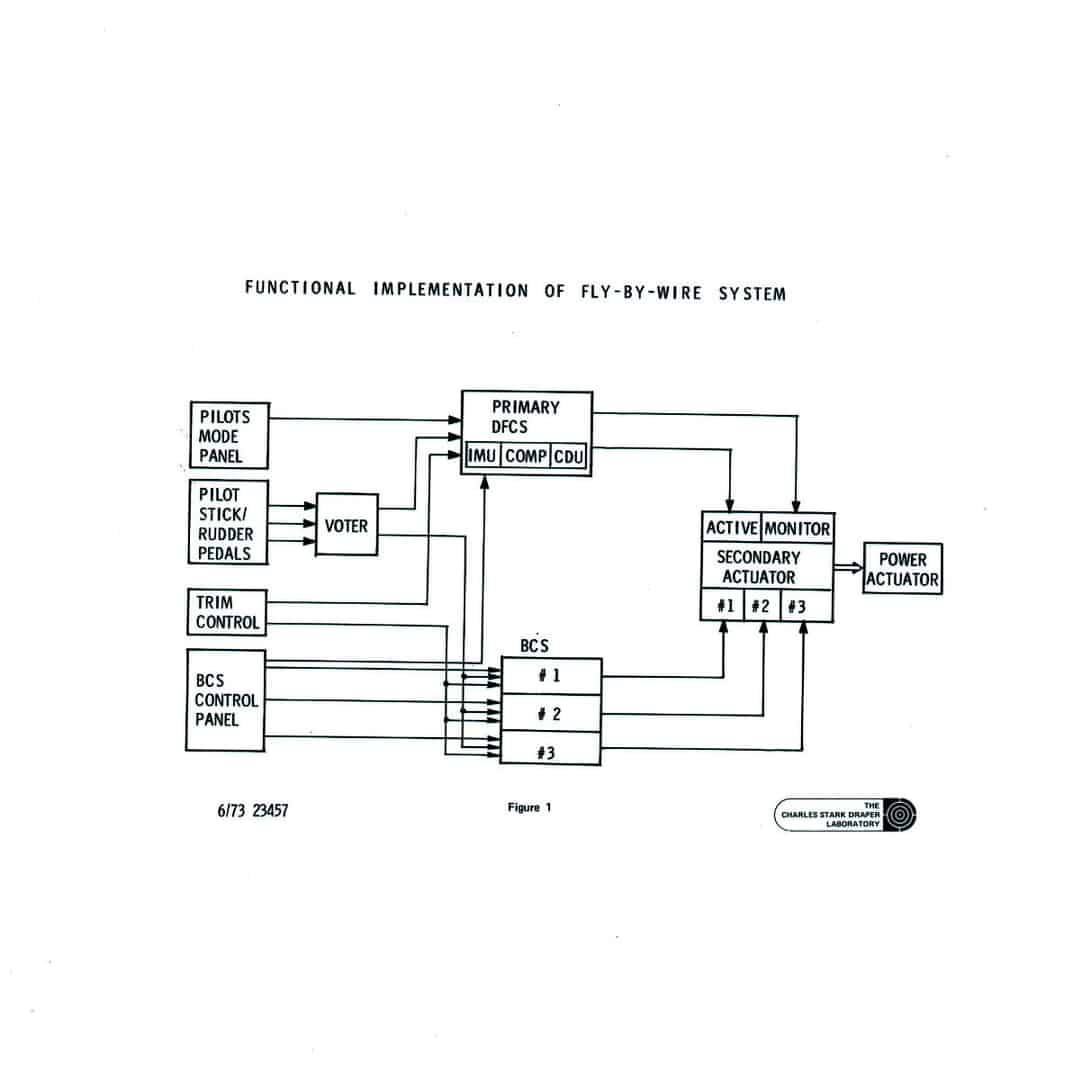 FUNCTIONAL IMPLEMENTATION OF FLY-BY-WIRE SYSTEM
PILOTS
MODE
PANEL
PRIMARY
DFCS
IMU COMP CDU
PILOT
STICK/
RUDDER
PEDALS
VOTER
ACTIVE MONITOR
SECONDARY
ACTUATOR
#1 #2 #3
POWER
ACTUATOR
TRIM
CONTROL
BCS
CONTROL
PANEL
BCS
#1
#2
#3
6/73 23457
Figure 1
THE
CHARLES STARK DRAPER
LABORATORY